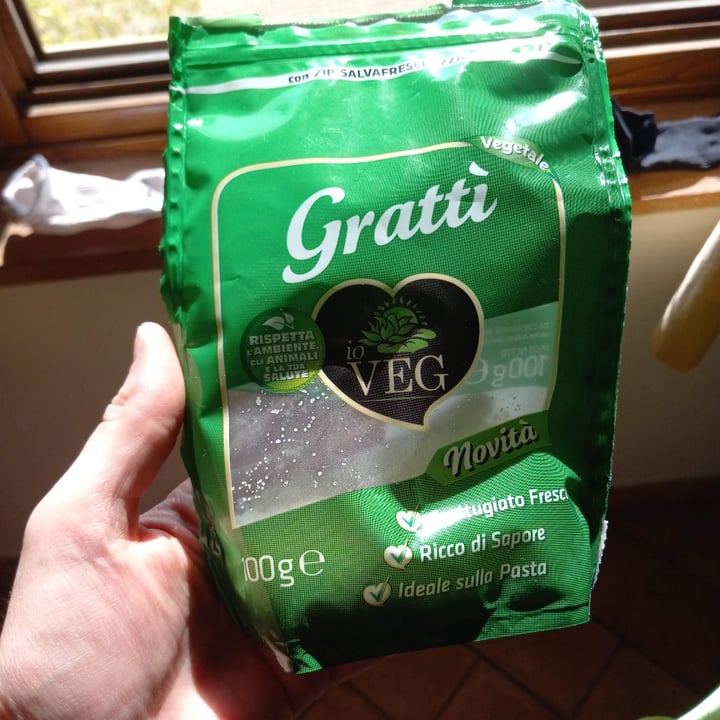 con ZIP SALVAFRESCHEZZA
Vegetale
Grattì
RISPETTA
L'AMBIENTE,
GLI ANIMALI
E LA TUA
SALUTE
io
VEG
100g e
Novità
Fresco
Ricco di Sapore
Ideale sulla Pasta
100g e